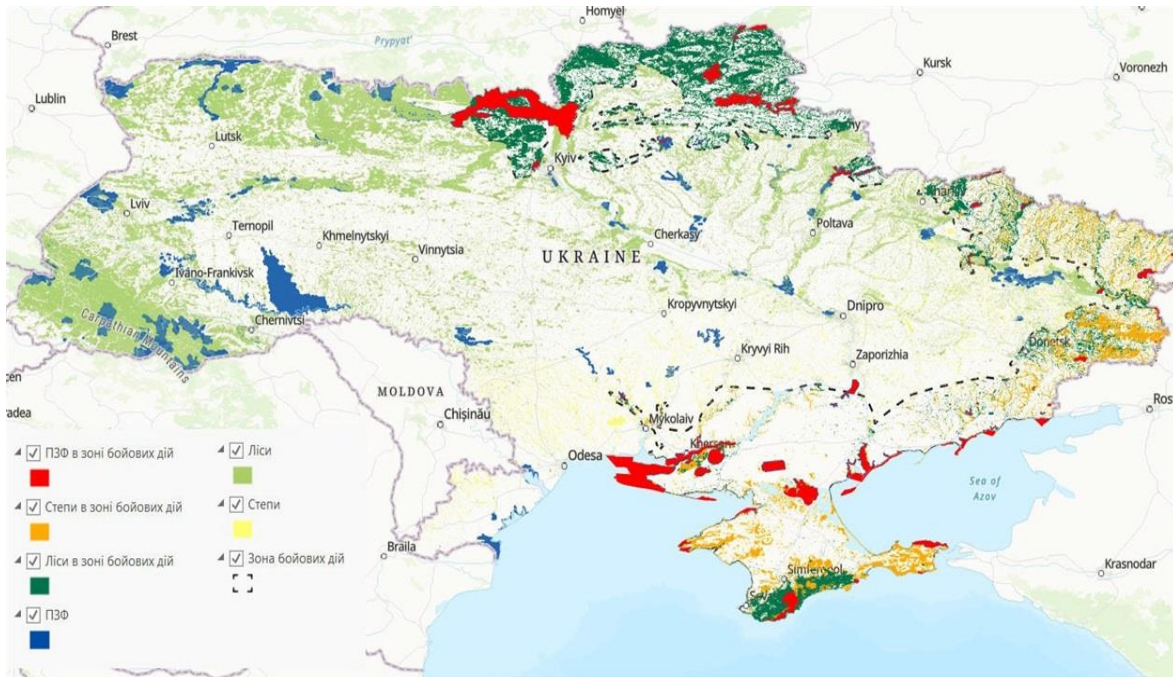 Homyel
Brest
Prypyat'
Kursk
Voronezh
Lublin
Lutsk
Kyiv
Lviv
Ternopil
Khmelnytskyi
Vinnytsia
Cherkasy
Poltava
UKRAINE
Ivano-Frankivsk
Kropyvnytskyi
Dnipro
Chernivtsi
Carpathian Mountains
Donetsk
Kryvyi Rih
Zaporizhia
MOLDOVA
Chișinău
Mykolaiv
Kherson
Odesa
Sea of
Azov
Braila
Krasnodar
Simferopol
ПЗФ в зоні бойових дій
Степи в зоні бойових дій
Ліси в зоні бойових дій
ПЗФ
Ліси
Степи
Зона бойових дій